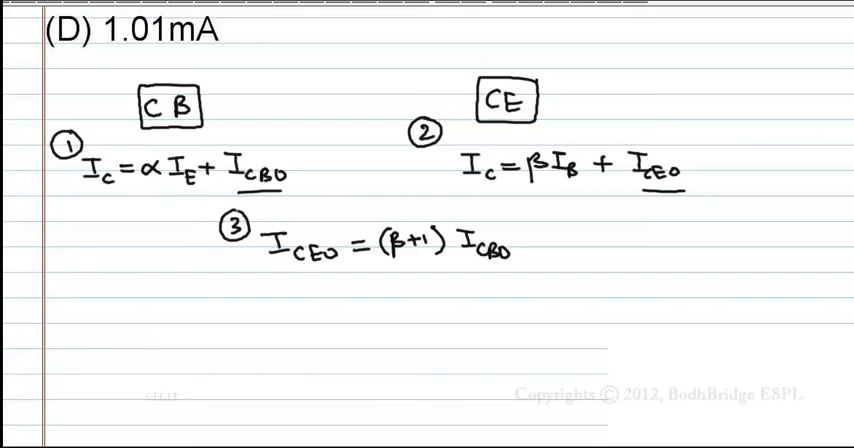 (D) 1.01mA
CB CE
① I_C = α I_E + I_CBO ② I_C = β I_B + I_CEO
③ I_CEO = (β+1) I_CBO
Copyrights © 2012, BodhBridge ESPL